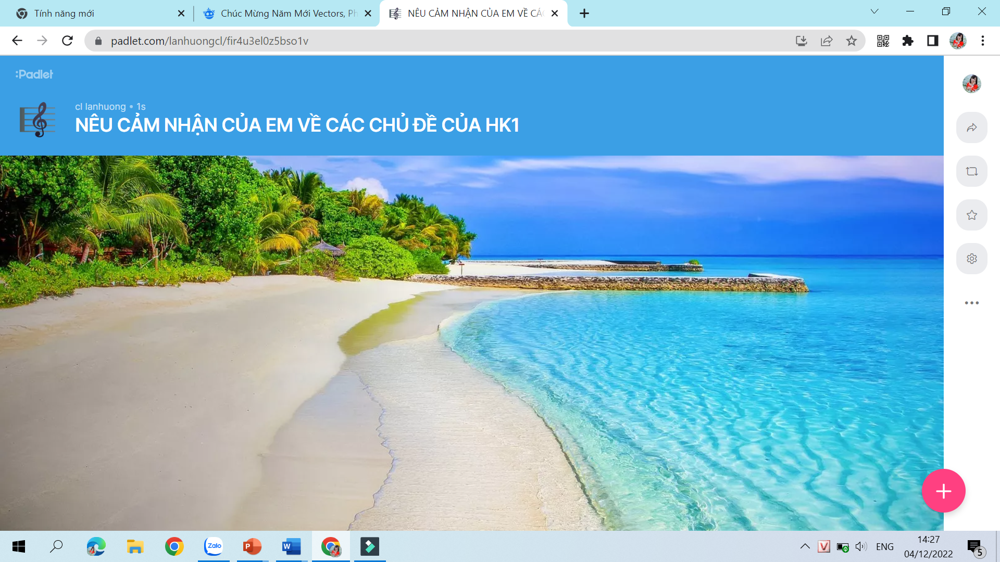 Tính năng mới
Chúc Mừng Năm Mới Vectors, Ph
NÊU CẢM NHẬN CỦA EM VỀ CÁC
padlet.com/lanhuongcl/fir4u3el0z5bso1v
:Padlet
cl lanhuong • 1s
NÊU CẢM NHẬN CỦA EM VỀ CÁC CHỦ ĐỀ CỦA HK1
Zalo
P
W
V
ENG
14:27
04/12/2022
5